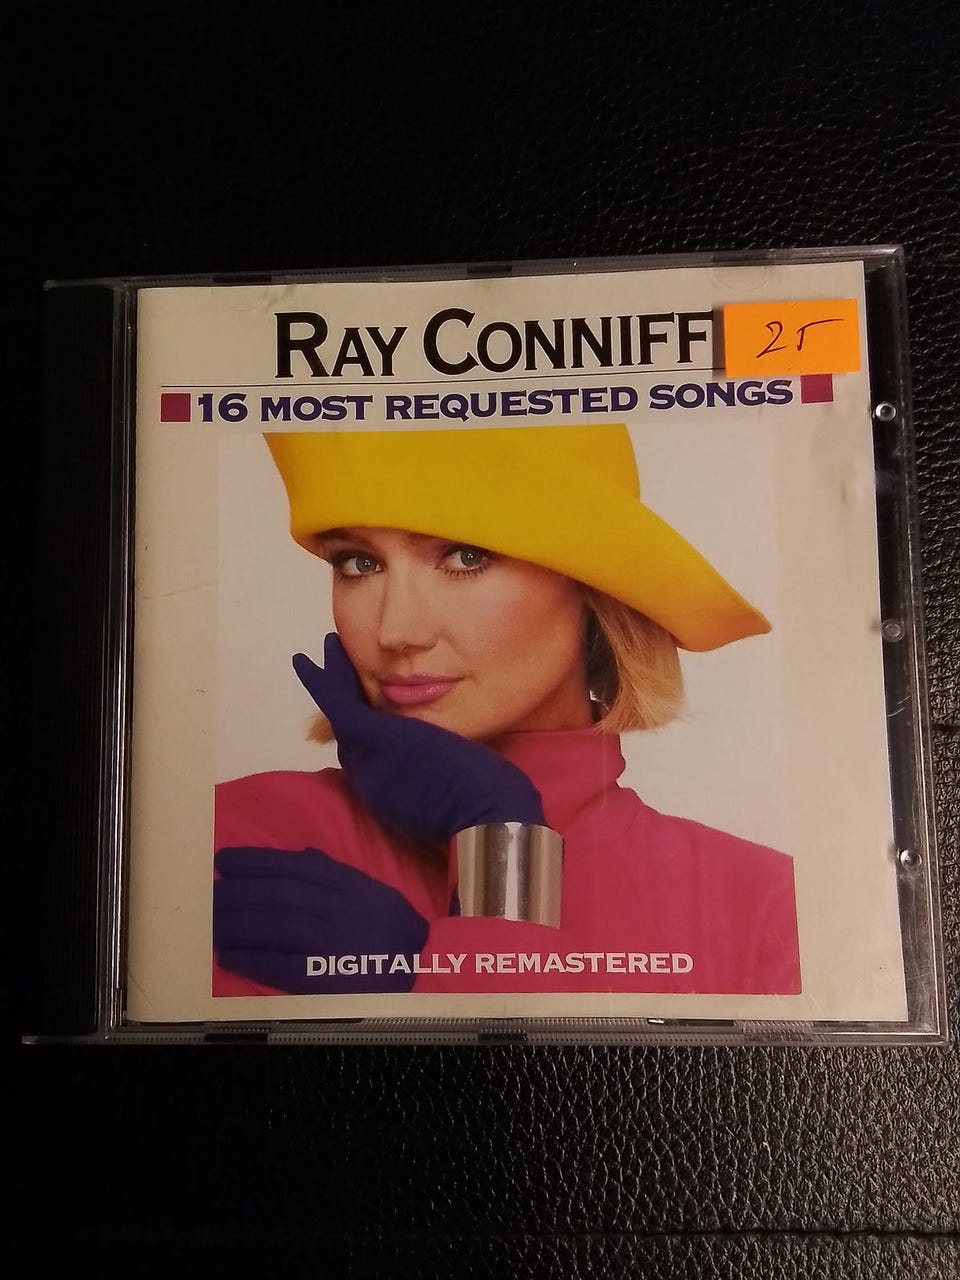 RAY CONNIFF
25
16 MOST REQUESTED SONGS
DIGITALLY REMASTERED